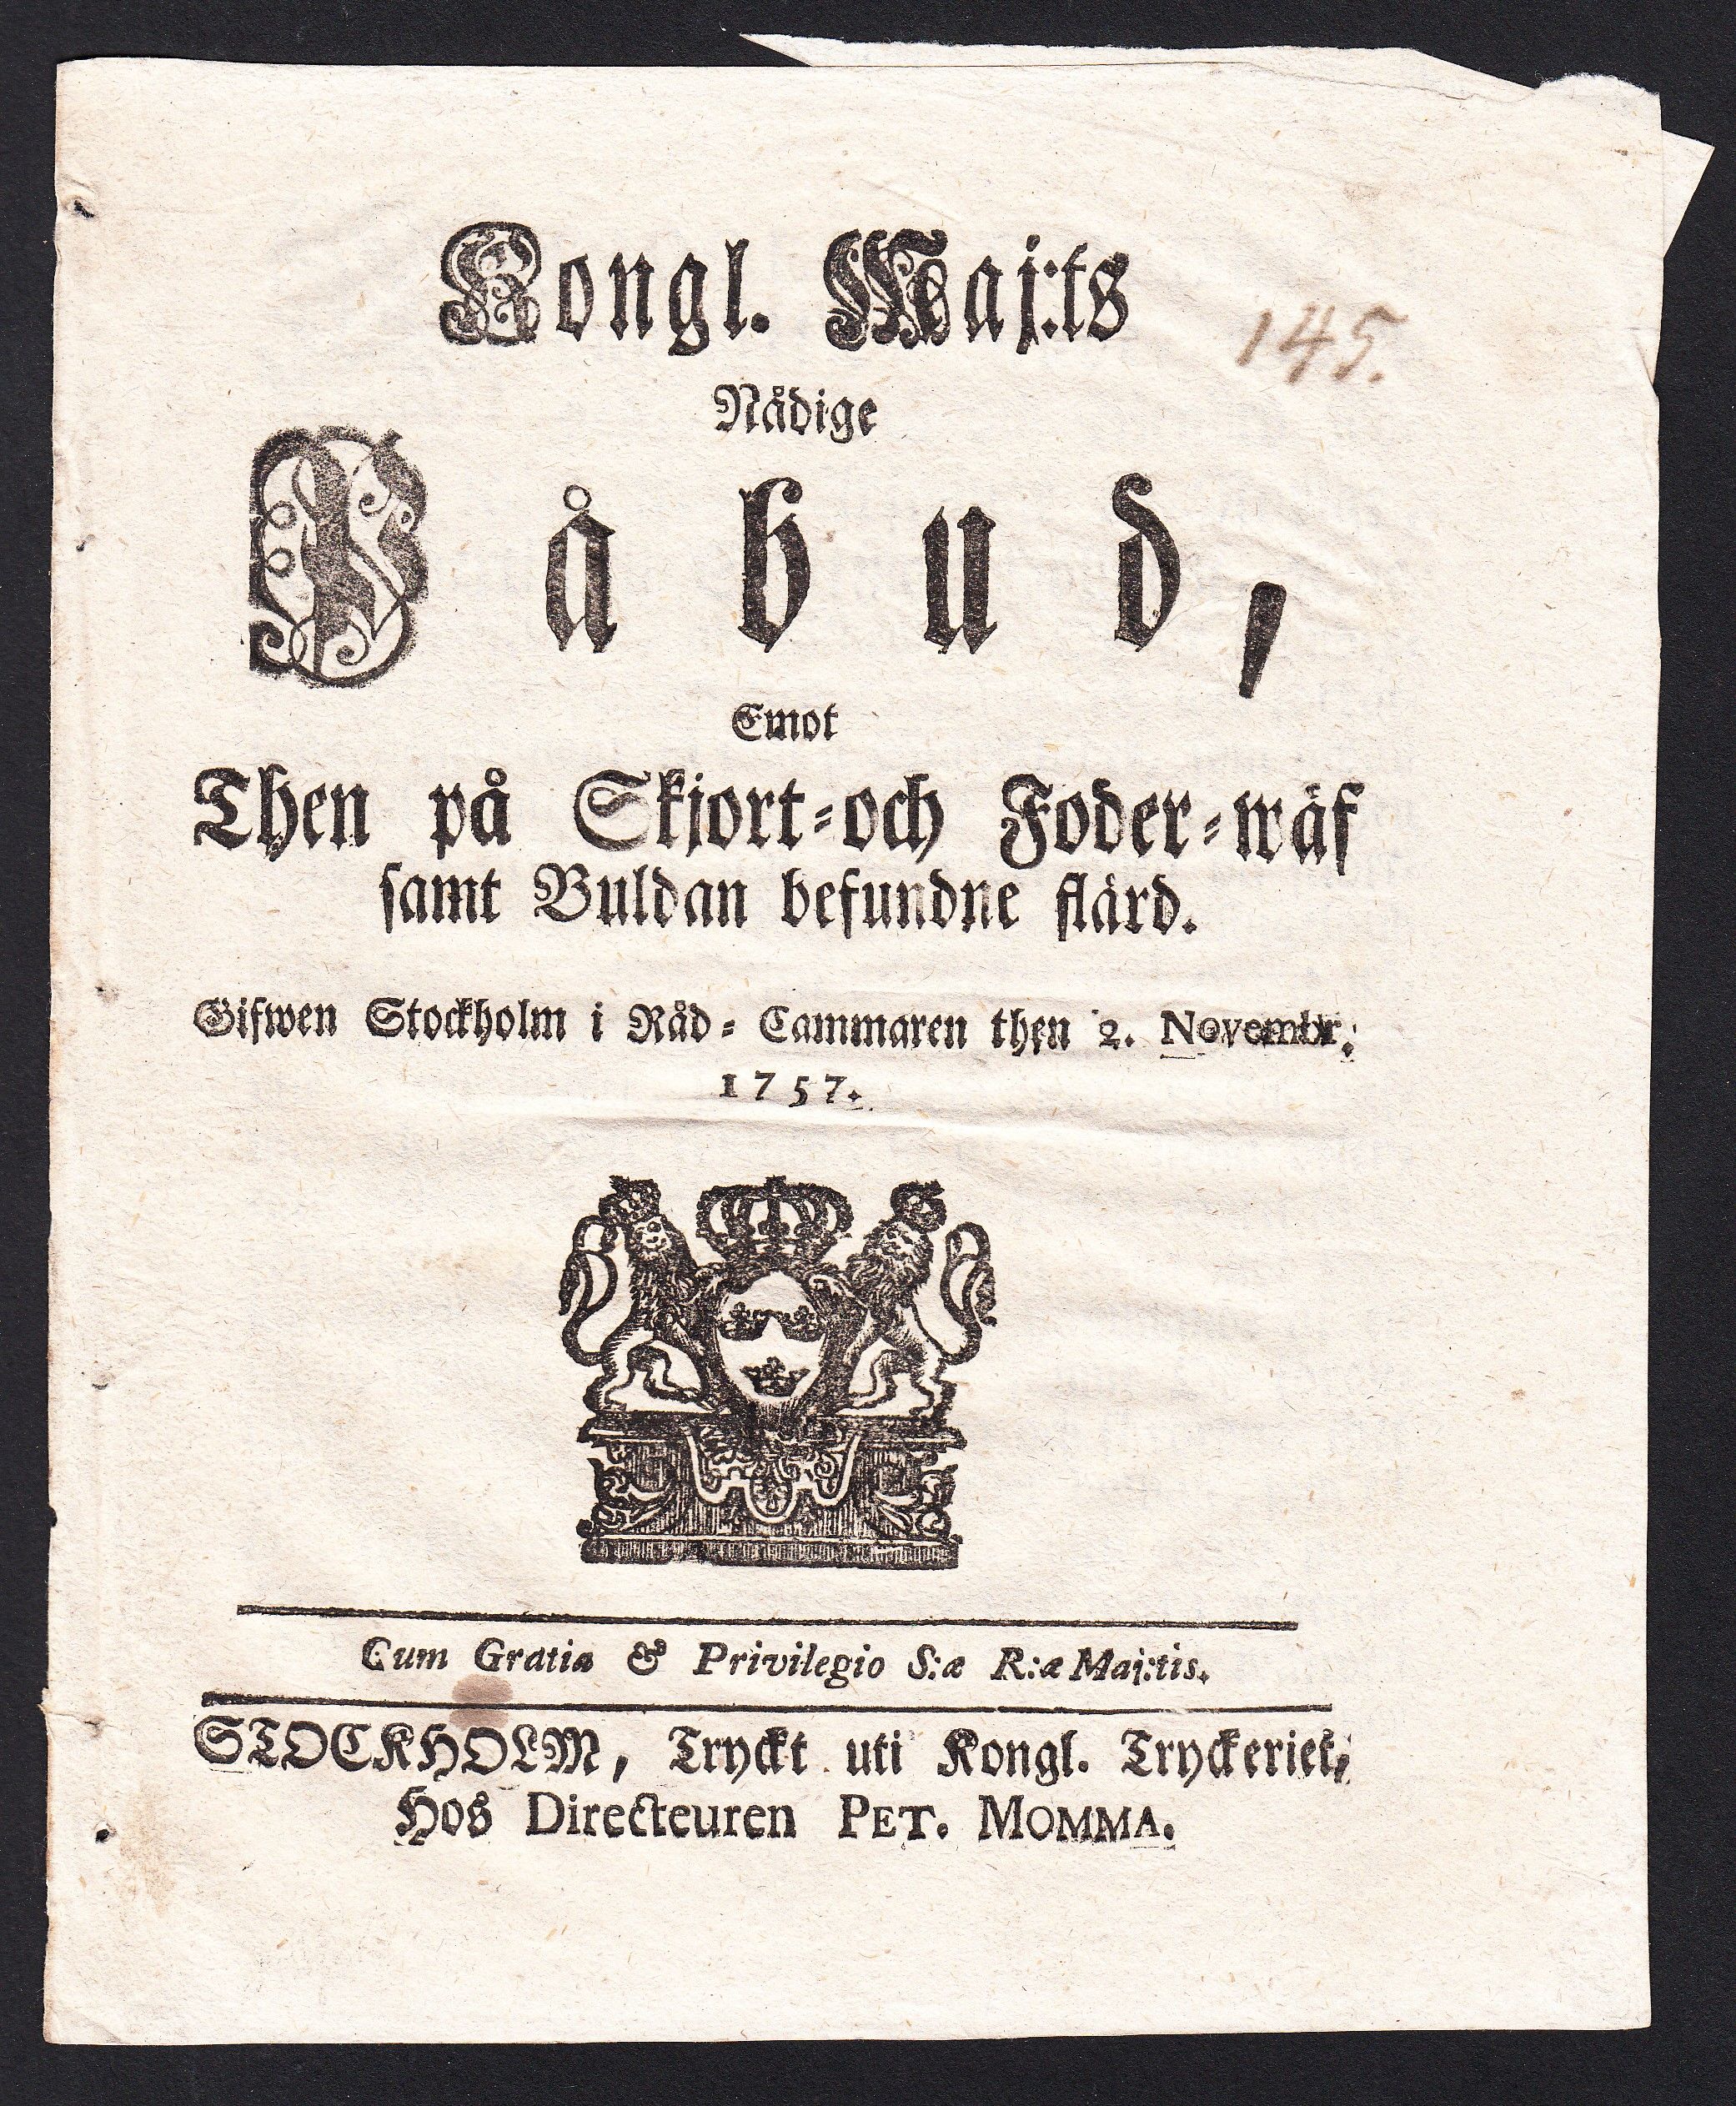 Kongl. Maj:ts
145.
Nådige
Påbud,
Emot
Then på Skjort-och Foder-wäf
samt Buldan befundne flärd.
Gifwen Stockholm i Råd-Cammaren then 2. Novembr.
1757.
Cum Gratia & Privilegio S:æ R:æ Maj:tis.
STOCKHOLM, Tryckt uti Kongl. Tryckeriet,
Hos Directeuren PET. MOMMA.